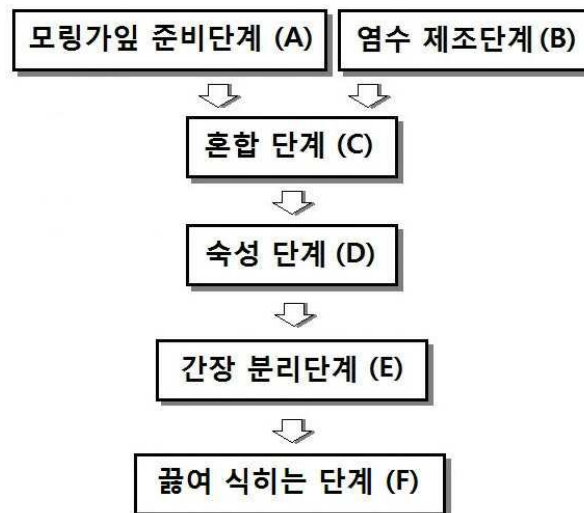 모링가잎 준비단계 (A)
염수 제조단계 (B)
혼합 단계 (C)
숙성 단계 (D)
간장 분리단계 (E)
끓여 식히는 단계 (F)